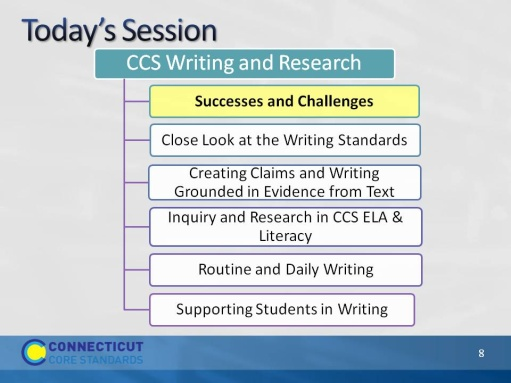 Today's Session
CCS Writing and Research
Successes and Challenges
Close Look at the Writing Standards
Creating Claims and Writing
Grounded in Evidence from Text
Inquiry and Research in CCS ELA &
Literacy
Routine and Daily Writing
Supporting Students in Writing
CONNECTICUT
CORE STANDARDS
8